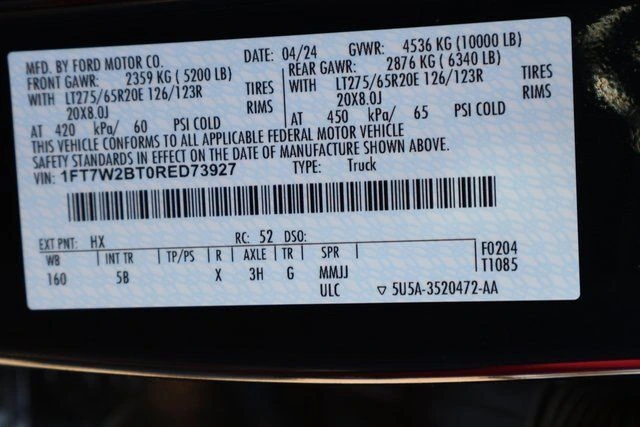 MFD. BY FORD MOTOR CO. DATE: 04/24 GVWR: 4536 KG (10000 LB)
FRONT GAWR: 2359 KG ( 5200 LB) REAR GAWR: 2876 KG ( 6340 LB)
WITH LT275/65R20E 126/123R TIRES WITH LT275/65R20E 126/123R TIRES
20X8.0J RIMS 20X8.0J RIMS
AT 420 kPa/ 60 PSI COLD AT 450 kPa/ 65 PSI COLD
THIS VEHICLE CONFORMS TO ALL APPLICABLE FEDERAL MOTOR VEHICLE
SAFETY STANDARDS IN EFFECT ON THE DATE OF MANUFACTURE SHOWN ABOVE.
VIN: 1FT7W2BT0RED73927 TYPE: Truck
EXT PNT: HX RC: 52 DSO:
WB INT TR TP/PS R AXLE TR SPR F0204
160 5B X 3H G MMJJ T1085
ULC ▽ 5U5A-3520472-AA